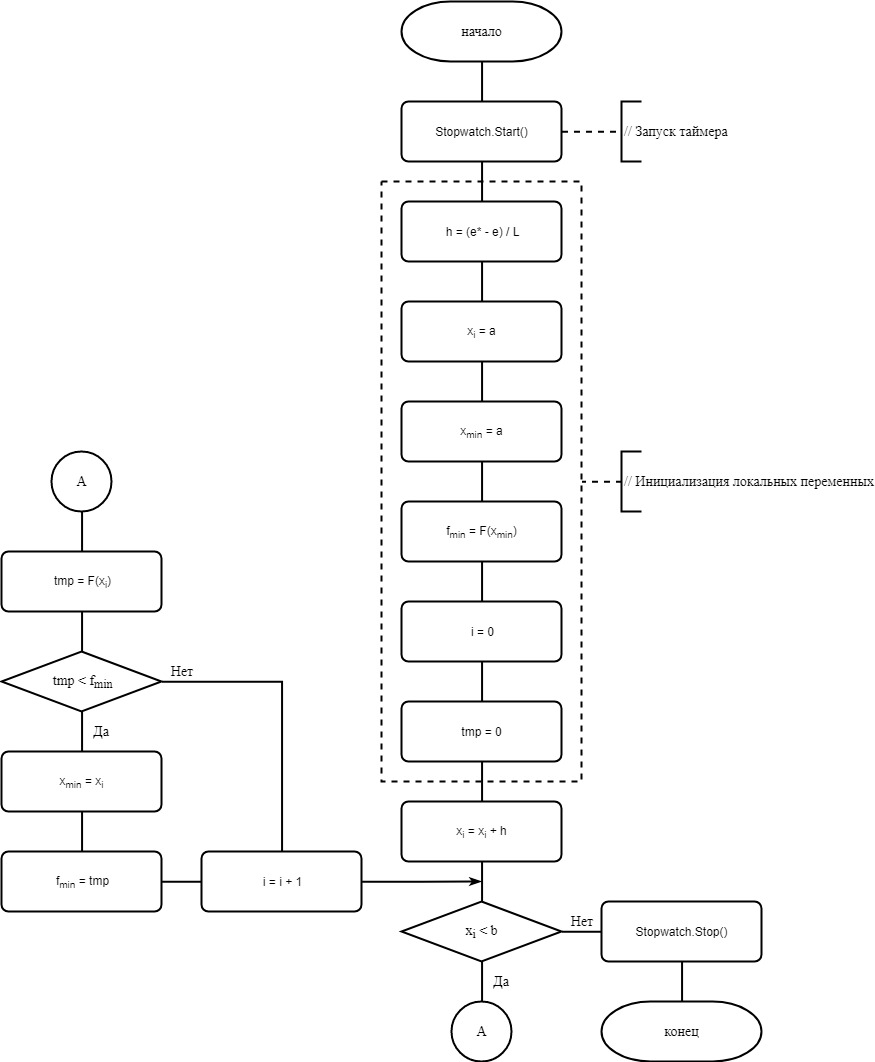 начало
Stopwatch.Start()
// Запуск таймера
h = (e* - e) / L
xᵢ = a
xmin = a
// Инициализация локальных переменных
fmin = F(xmin)
i = 0
tmp = 0
xᵢ = xᵢ + h
xᵢ < b
Нет
Stopwatch.Stop()
Да
A
конец
A
tmp = F(xᵢ)
tmp < fmin
Нет
Да
xmin = xᵢ
fmin = tmp
i = i + 1